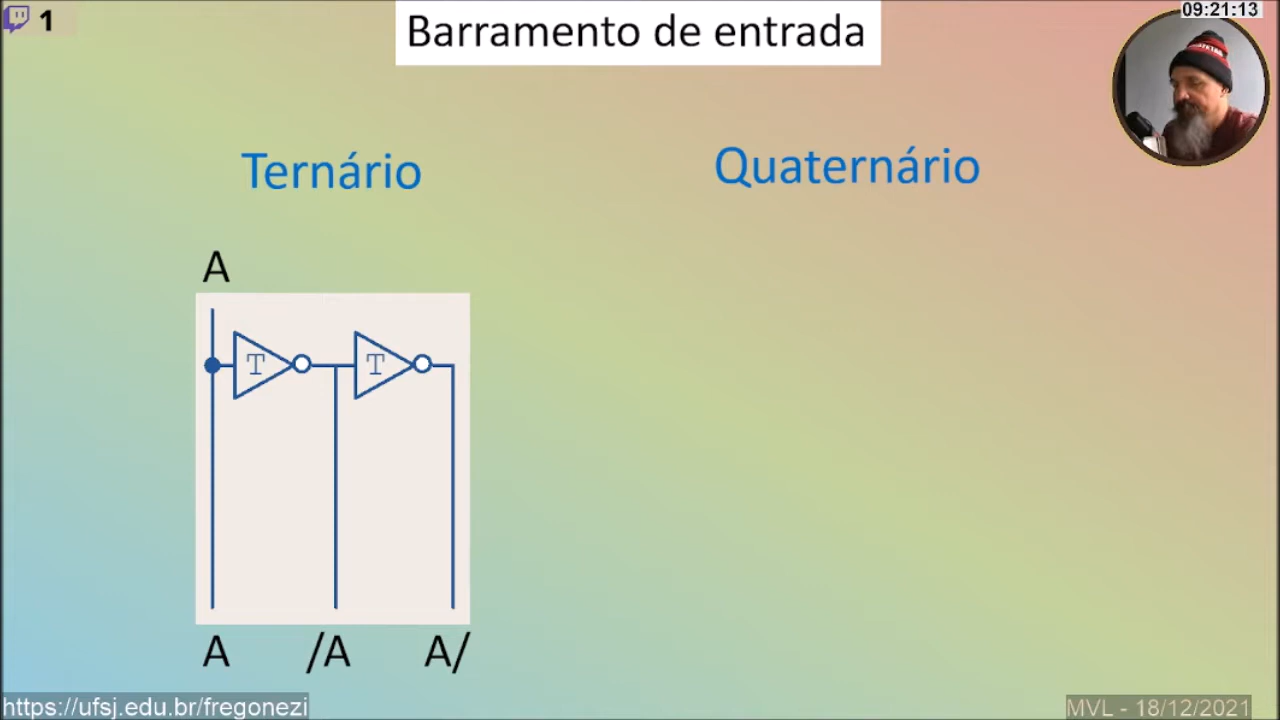 1
09:21:13
Barramento de entrada
Ternário
Quaternário
A
T
T
A
/A
A/
https://ufsj.edu.br/fregonezi
MVL - 18/12/2021